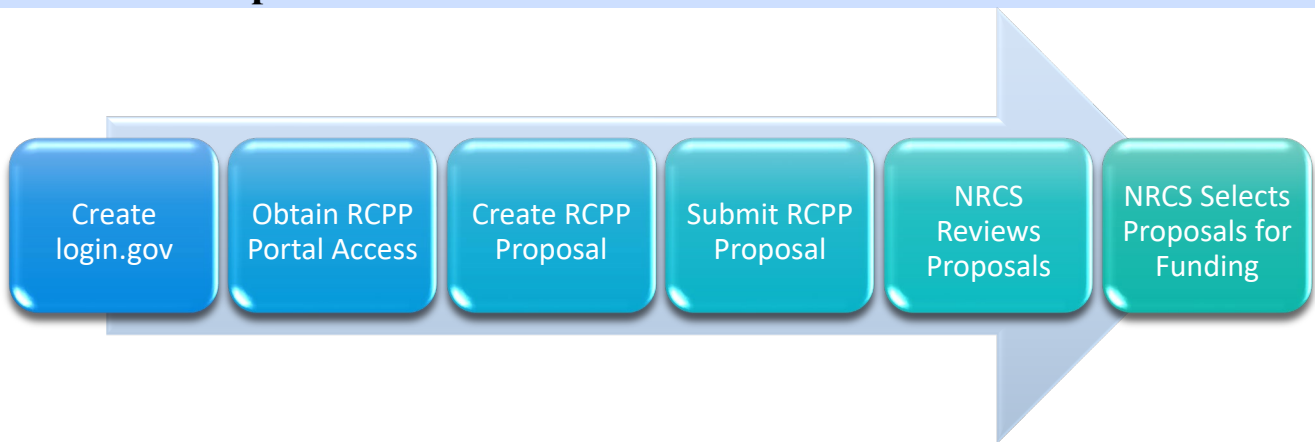 Create
login.gov
Obtain RCPP
Portal Access
Create RCPP
Proposal
Submit RCPP
Proposal
NRCS
Reviews
Proposals
NRCS Selects
Proposals for
Funding